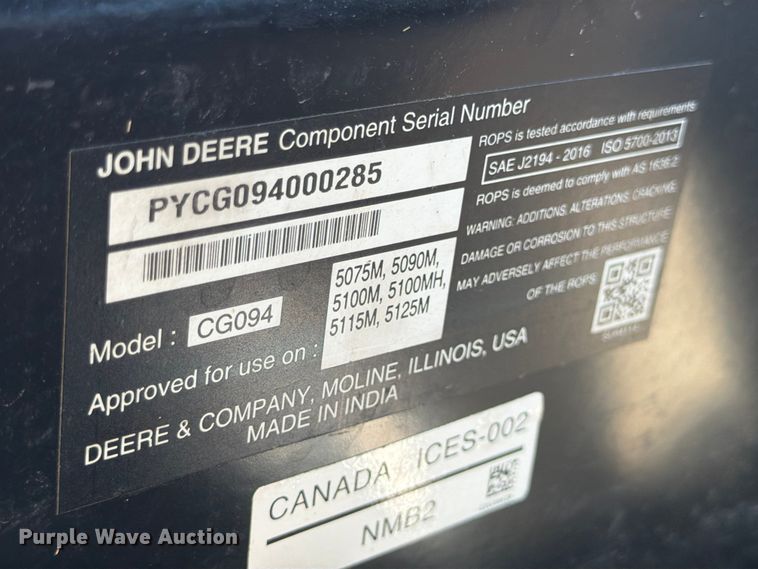 JOHN DEERE Component Serial Number
PYCG094000285
Model : CG094
Approved for use on :
5075M, 5090M,
5100M, 5100MH,
5115M, 5125M
DEERE & COMPANY, MOLINE, ILLINOIS, USA
MADE IN INDIA
ROPS is tested accordance with requirements
SAE J2194 - 2016 ISO 5700-2013
ROPS is deemed to comply with AS 1636.2
WARNING: ADDITIONS, ALTERATIONS, CRACKING
DAMAGE OR CORROSION TO THIS STRUCTURE
MAY ADVERSELY AFFECT THE PERFORMANCE
OF THE ROPS
CANADA ICES-002
NMB2
Purple Wave Auction